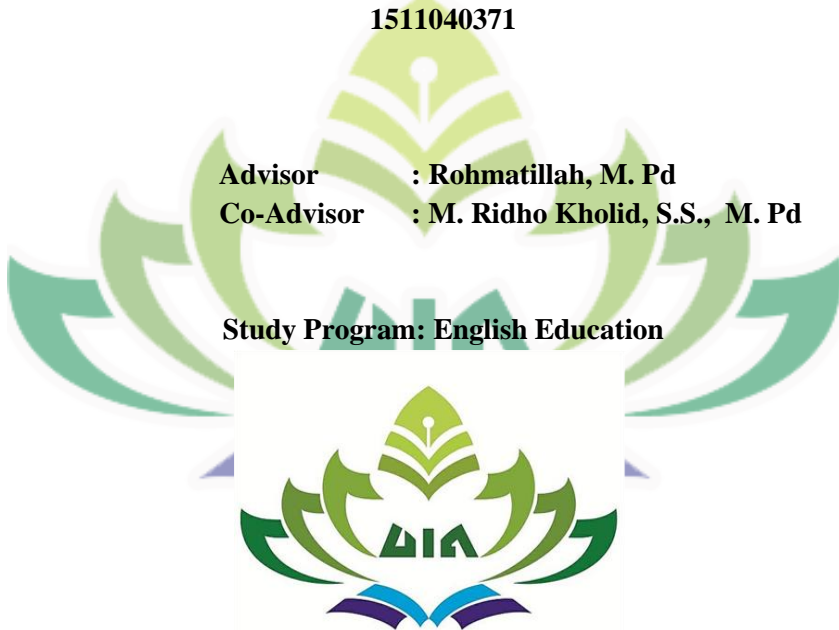 1511040371
Advisor : Rohmatillah, M. Pd
Co-Advisor : M. Ridho Kholid, S.S., M. Pd
Study Program: English Education
UIN